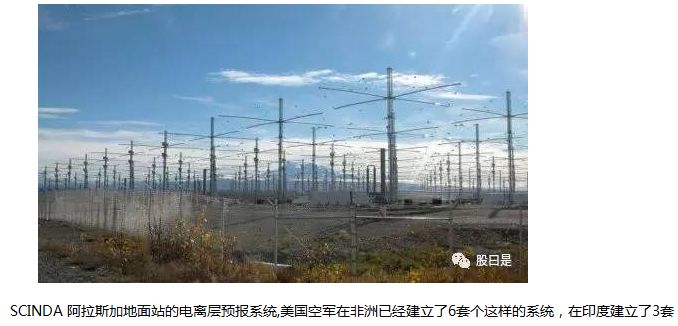 股日是
SCINDA 阿拉斯加地面站的电离层预报系统,美国空军在非洲已经建立了6套个这样的系统，在印度建立了3套